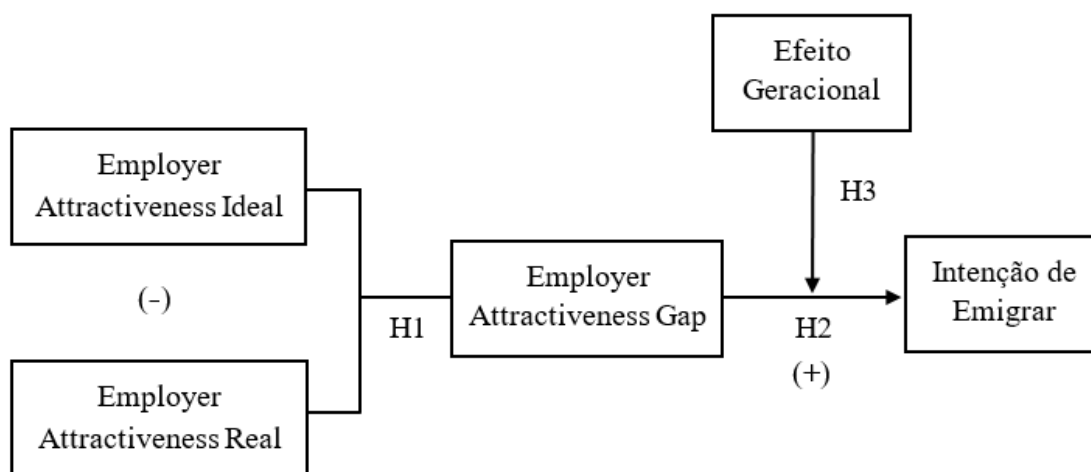 Efeito
Geracional
Employer
Attractiveness Ideal
H3
(-)
Employer
Attractiveness Gap
Intenção de
Emigrar
H1
H2
(+)
Employer
Attractiveness Real